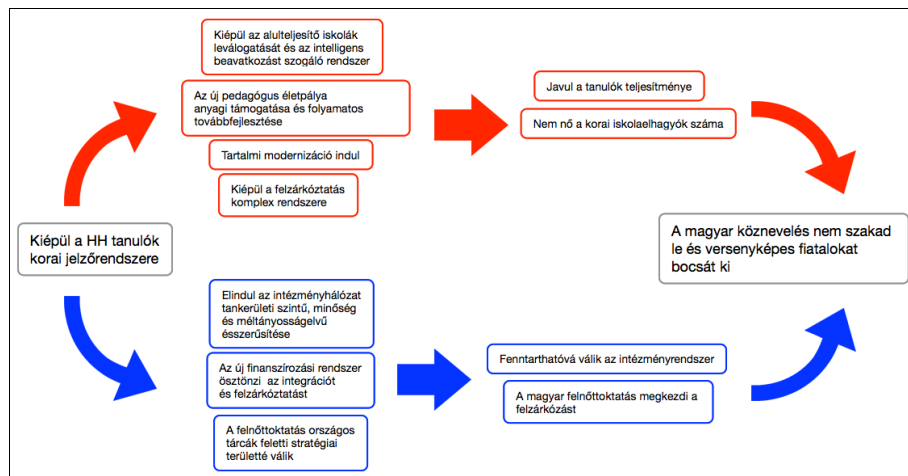 Kiépül az alulteljesítő iskolák
leválogatását és az intelligens
beavatkozást szogáló rendszer
Az új pedagógus életpálya
anyagi támogatása és folyamatos
továbbfejlesztése
Tartalmi modernizáció indul
Kiépül a felzárkóztatás
komplex rendszere
Javul a tanulók teljesítménye
Nem nő a korai iskolaelhagyók száma
Kiépül a HH tanulók
korai jelzőrendszere
A magyar köznevelés nem szakad
le és versenyképes fiatalokat
bocsát ki
Elindul az intézményhálózat
tankerületi szintű, minőség
és méltányosságelvű
ésszerűsítése
Az új finanszírozási rendszer
ösztönzi az integrációt
és felzárkóztatást
A felnőttoktatás országos
tárcák feletti stratégiai
területté válik
Fenntarthatóvá válik az intézményrendszer
A magyar felnőttoktatás megkezdi a
felzárkózást